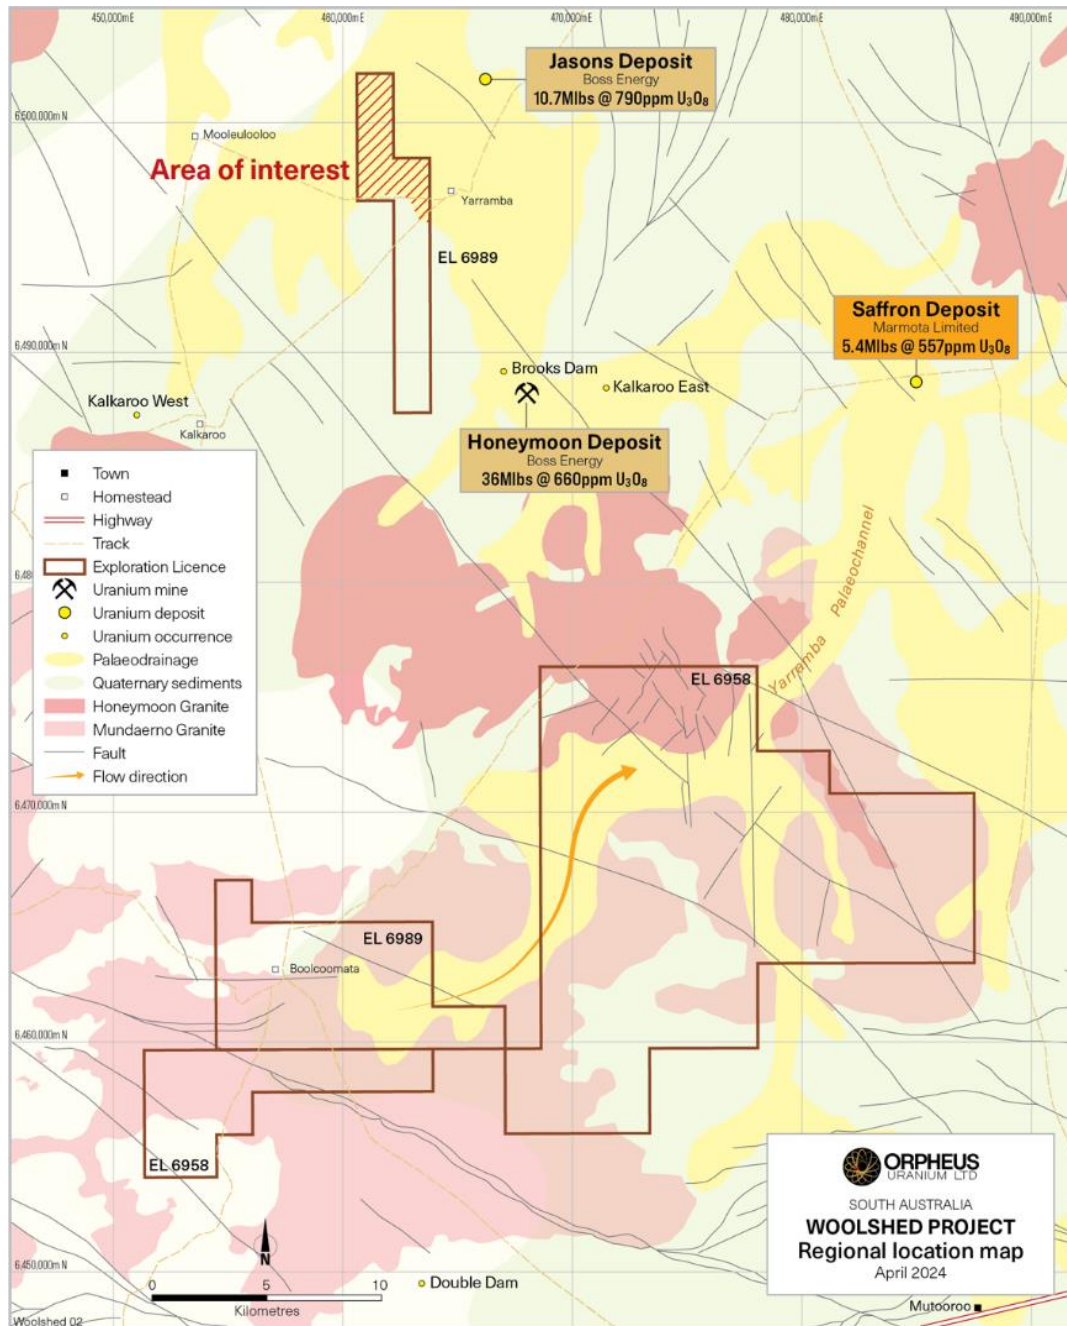 450,000mE
460,000mE
470,000mE
480,000mE
490,000mE
Jasons Deposit
Boss Energy
10.7Mlbs @ 790ppm U₃O₈
6,500,000m N
Mooleulooloo
Area of interest
Yarramba
EL 6989
Saffron Deposit
Marmota Limited
5.4Mlbs @ 557ppm U₃O₈
6,490,000m N
Brooks Dam
Kalkaroo East
Kalkaroo West
Kalkaroo
Honeymoon Deposit
Boss Energy
36Mlbs @ 660ppm U₃O₈
Town
Homestead
Highway
Track
Exploration Licence
Uranium mine
Uranium deposit
Uranium occurrence
Palaeodrainage
Quaternary sediments
Honeymoon Granite
Mundaerno Granite
Fault
Flow direction
Yarramba Palaeochannel
EL 6958
6,470,000m N
EL 6989
Boolcoomata
6,460,000m N
EL 6958
ORPHEUS
URANIUM LTD
SOUTH AUSTRALIA
WOOLSHED PROJECT
Regional location map
April 2024
N
6,450,000m N
0 5 10
Kilometres
Double Dam
Mutooroo
Woolshed 02